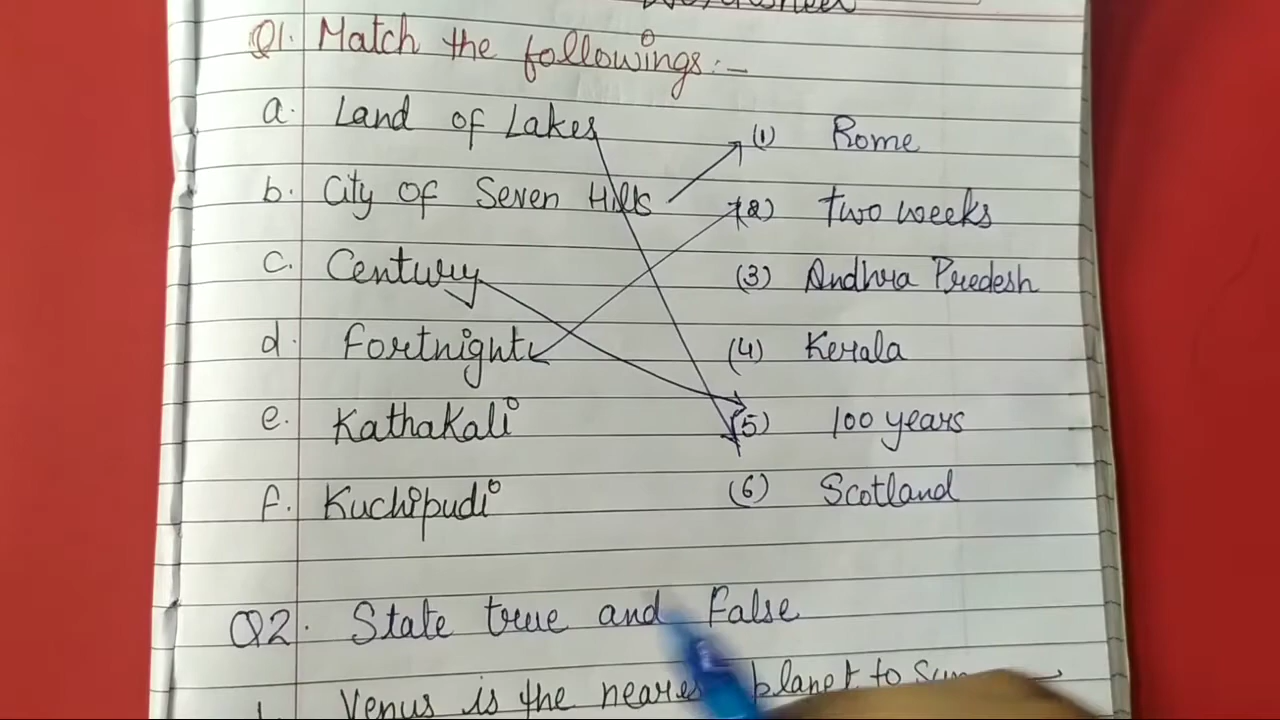 Worksheet
Q1. Match the followings :-
a. Land of Lakes (1) Rome
b. City of Seven Hills (2) Two weeks
c. Century (3) Andhra Predesh
d. Fortnight (4) Kerala
e. Kathakali (5) 100 years
f. Kuchipudi (6) Scotland
Q2. State true and False
Venus is the planet to